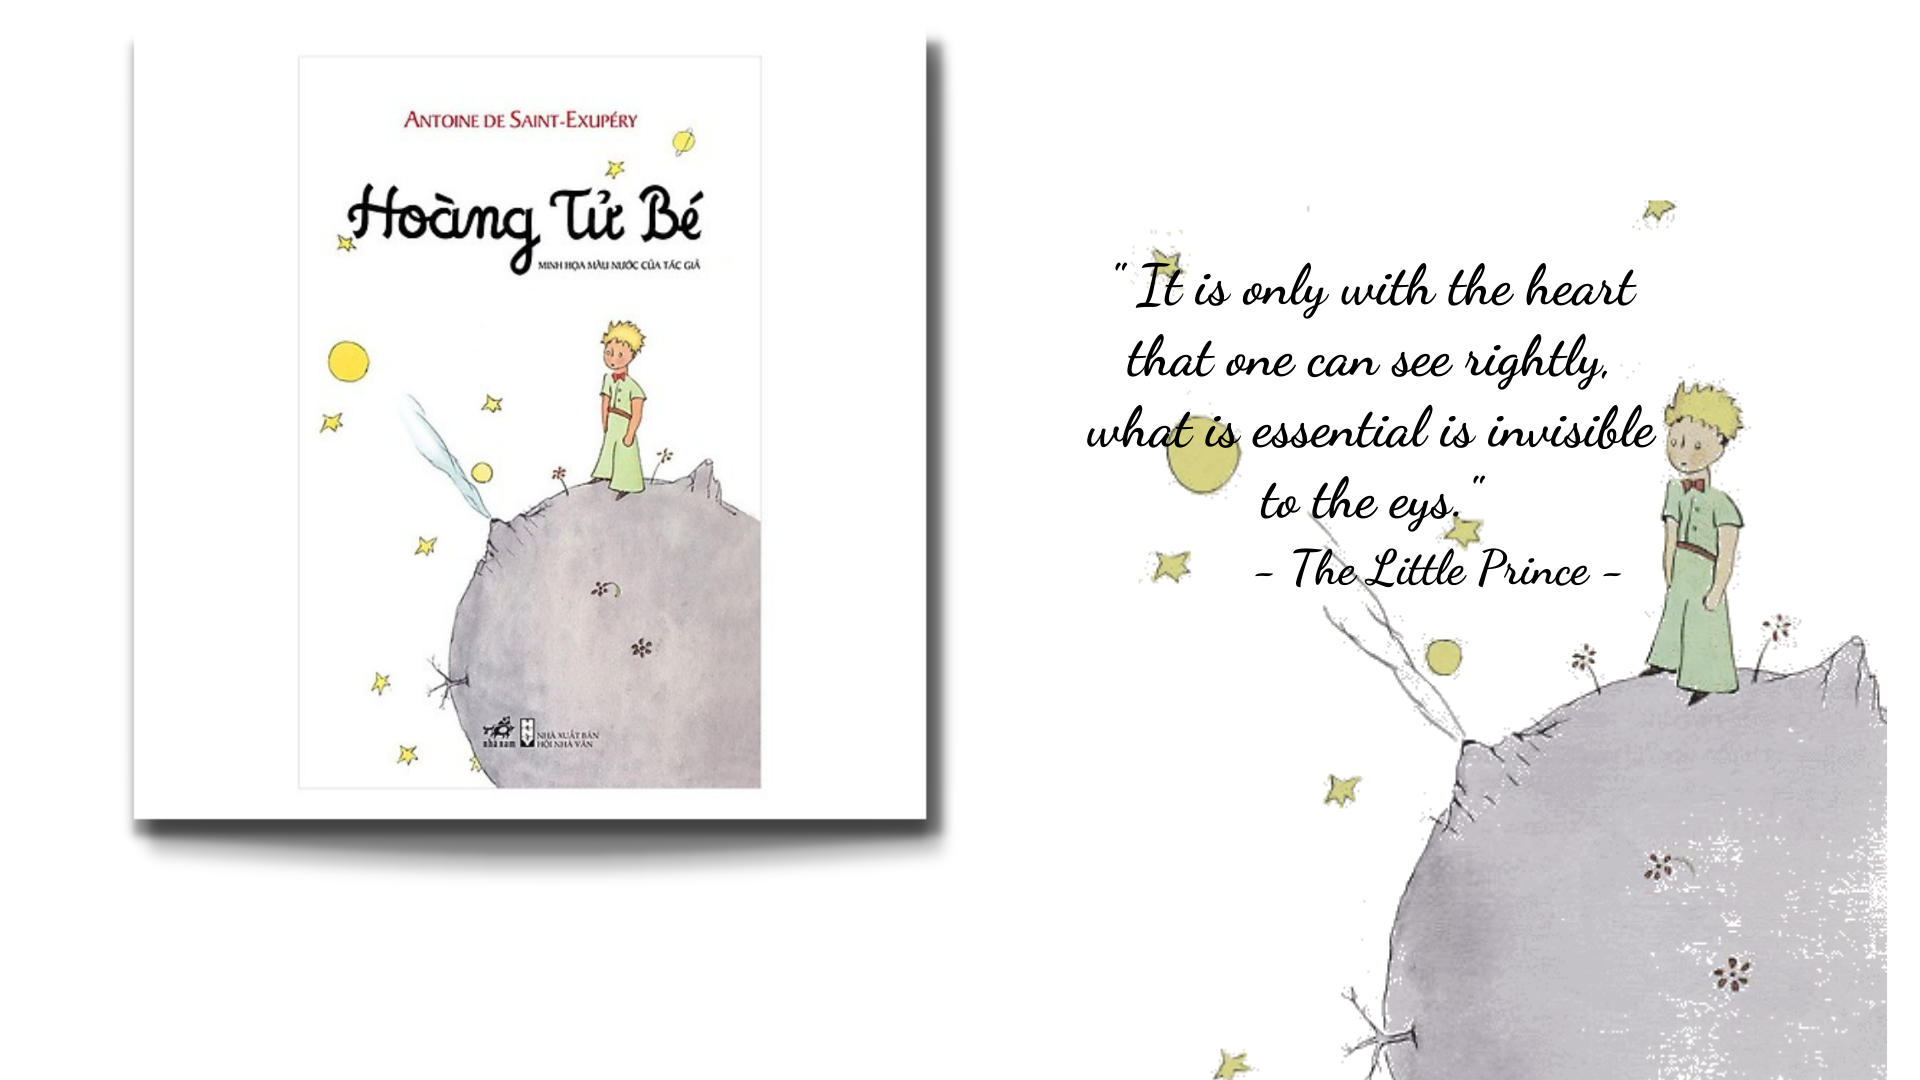 ANTOINE DE SAINT-EXUPÉRY
Hoàng Tử Bé
MINH HỌA MÀU NƯỚC CỦA TÁC GIẢ
nhã nam
NHÀ XUẤT BẢN
HỘI NHÀ VĂN
" It is only with the heart
that one can see rightly,
what is essential is invisible
to the eys."
- The Little Prince -